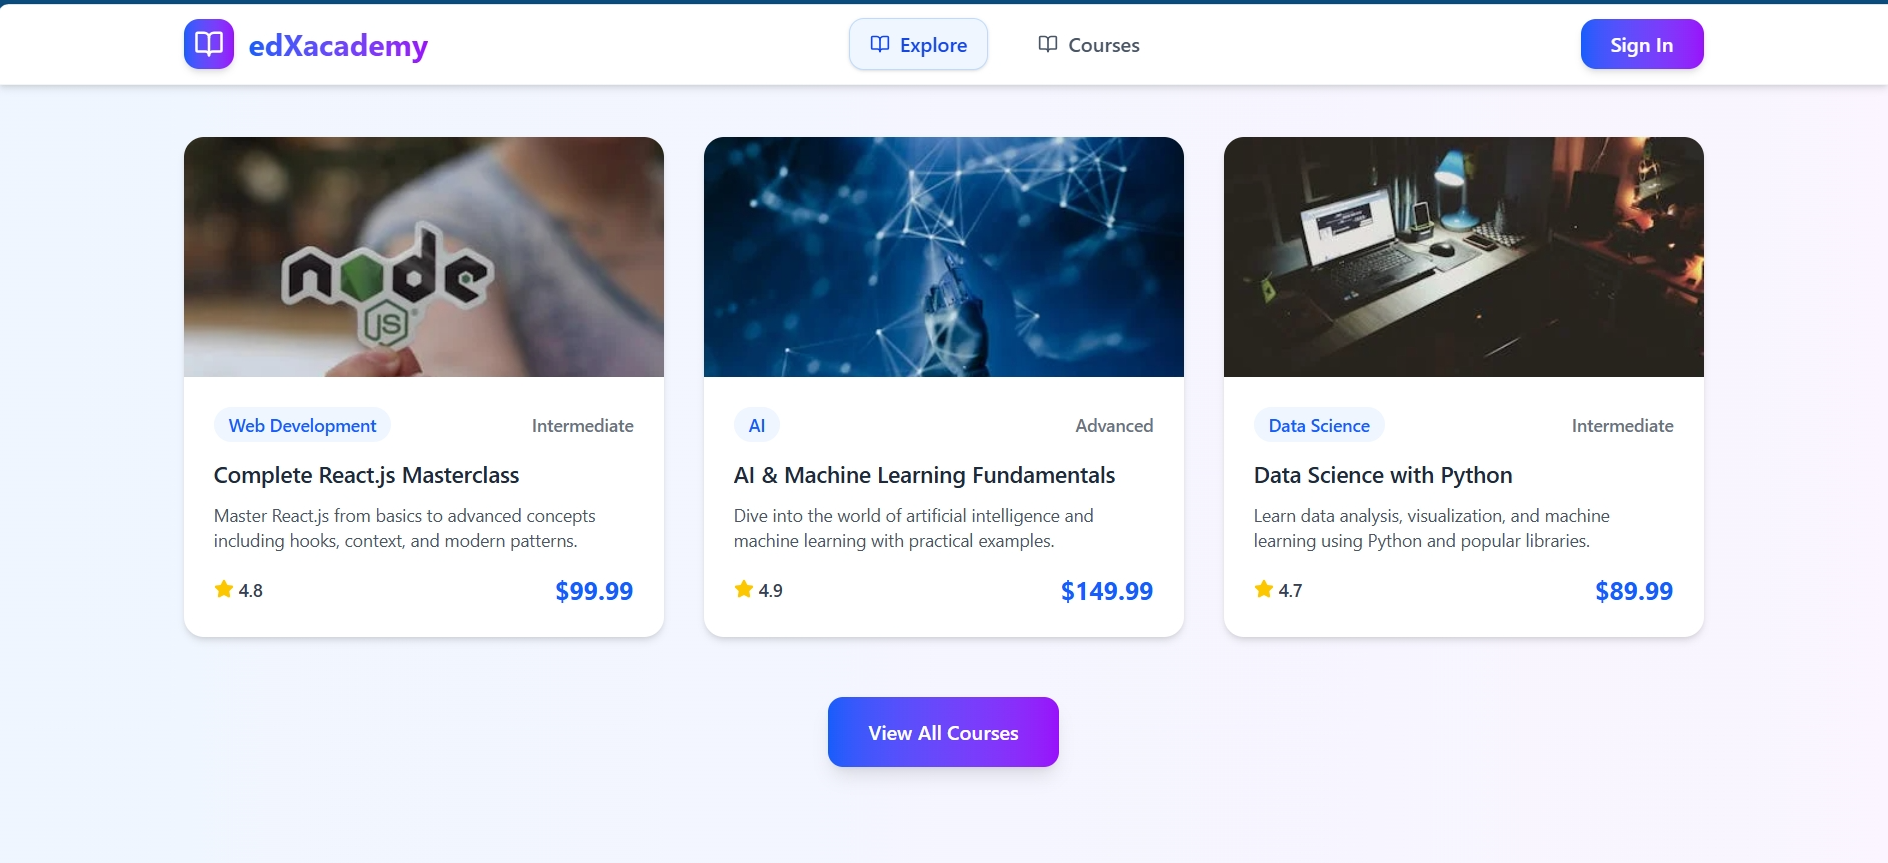 edXacademy
Explore
Courses
Sign In
node
JS
Web Development
Intermediate
Complete React.js Masterclass
Master React.js from basics to advanced concepts
including hooks, context, and modern patterns.
4.8
$99.99
AI
Advanced
AI & Machine Learning Fundamentals
Dive into the world of artificial intelligence and
machine learning with practical examples.
4.9
$149.99
Data Science
Intermediate
Data Science with Python
Learn data analysis, visualization, and machine
learning using Python and popular libraries.
4.7
$89.99
View All Courses